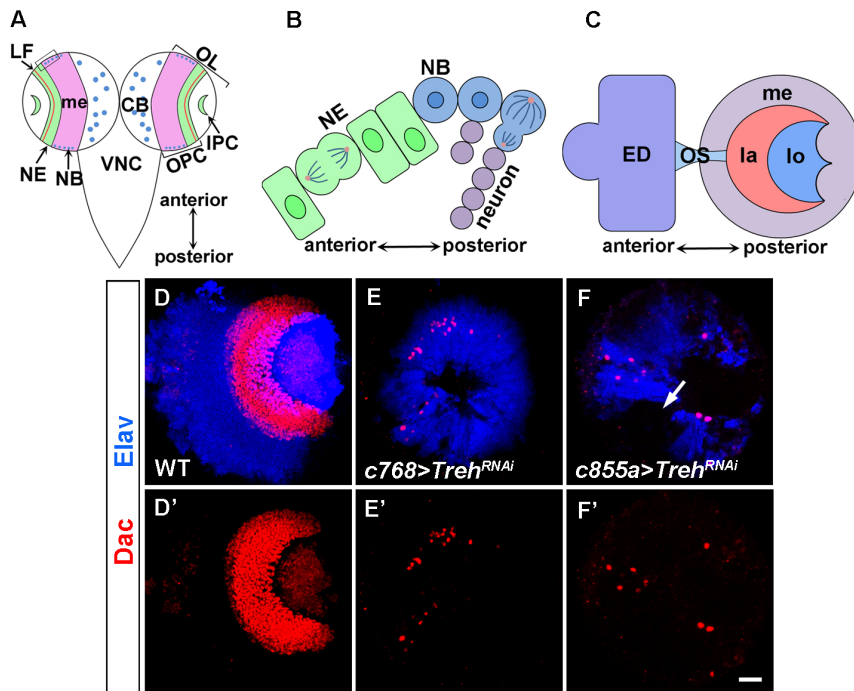 A
LF
me
CB
OL
IPC
OPC
NE
NB
VNC
anterior
posterior
B
NB
NE
neuron
anterior
posterior
C
me
ED
OS
la
lo
anterior
posterior
Elav
Dac
D
WT
E
c768>Treh^RNAi
F
c855a>Treh^RNAi
D'
E'
F'